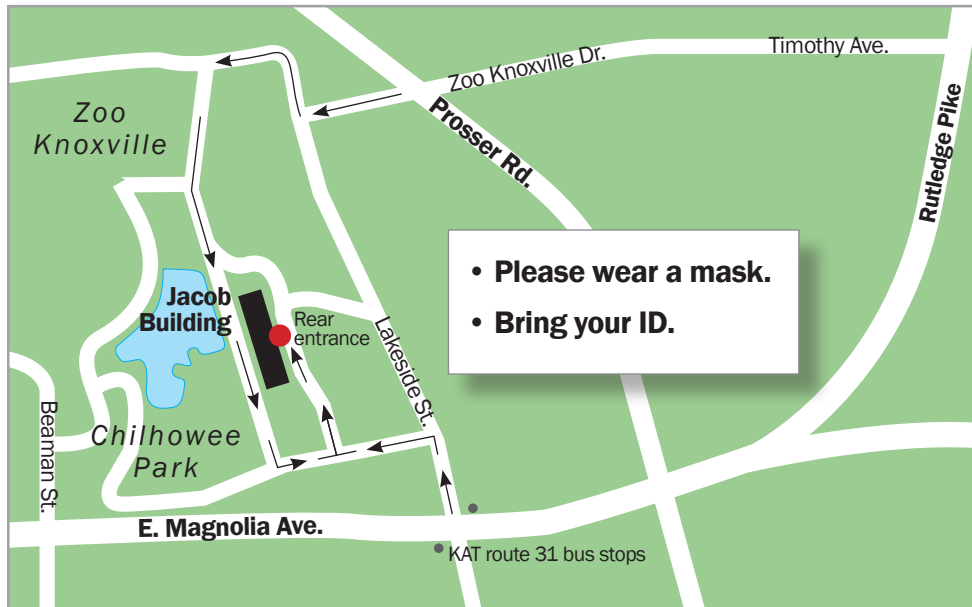 Timothy Ave.
Zoo Knoxville Dr.
Zoo
Knoxville
Prosser Rd.
Rutledge Pike
• Please wear a mask.
• Bring your ID.
Jacob
Building
Rear
entrance
Lakeside St.
Beaman St.
Chilhowee
Park
E. Magnolia Ave.
KAT route 31 bus stops